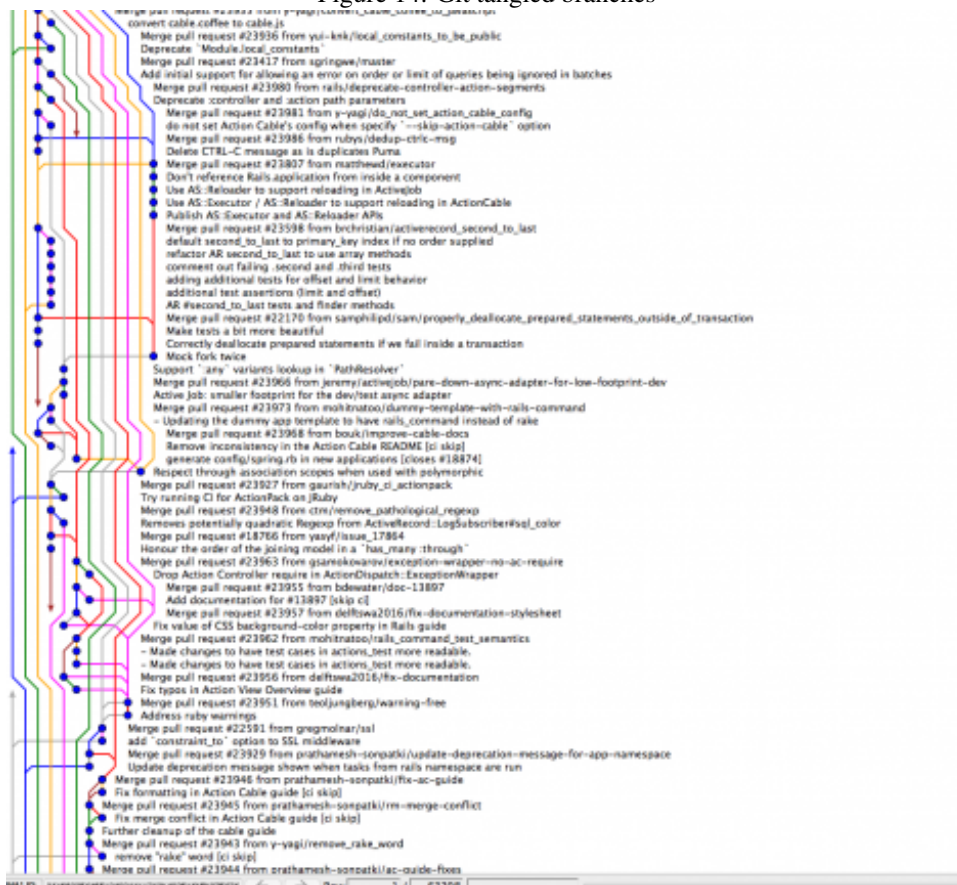 Figure 14: Git tangled branches
Merge pull request #23935 from y-yagi/convert_cable_coffee_to_javascript
convert cable.coffee to cable.js
Merge pull request #23936 from yui-knk/local_constants_to_be_public
Deprecate `Module.local_constants`
Merge pull request #23417 from sgringwe/master
Add initial support for allowing an error on order or limit of queries being ignored in batches
Merge pull request #23980 from rails/deprecate-controller-action-segments
Deprecate :controller and :action path parameters
Merge pull request #23981 from y-yagi/do_not_set_action_cable_config
do not set Action Cable's config when specify `--skip-action-cable` option
Merge pull request #23986 from rubys/dedup-ctrlc-msg
Delete CTRL-C message as is duplicates Puma
Merge pull request #23807 from matthewd/executor
Don't reference Rails.application from inside a component
Use AS::Reloader to support reloading in ActiveJob
Use AS::Executor / AS::Reloader to support reloading in ActionCable
Publish AS::Executor and AS::Reloader APIs
Merge pull request #23598 from brchristian/activerecord_second_to_last
default second_to_last to primary_key index if no order supplied
refactor AR second_to_last to use array methods
comment out failing .second and .third tests
adding additional tests for offset and limit behavior
additional test assertions (limit and offset)
AR #second_to_last tests and finder methods
Merge pull request #22170 from samphilipd/sam/properly_deallocate_prepared_statements_outside_of_transaction
Make tests a bit more beautiful
Correctly deallocate prepared statements if we fail inside a transaction
Mock fork twice
Support `:any` variants lookup in `PathResolver`
Merge pull request #23966 from jeremy/activejob/pare-down-async-adapter-for-low-footprint-dev
Active Job: smaller footprint for the dev/test async adapter
Merge pull request #23973 from mohitnatoo/dummy-template-with-rails-command
- Updating the dummy app template to have rails_command instead of rake
Merge pull request #23968 from bouk/improve-cable-docs
Remove inconsistency in the Action Cable README [ci skip]
generate config/spring.rb in new applications [closes #18874]
Respect through association scopes when used with polymorphic
Merge pull request #23927 from gaurish/jruby_ci_actionpack
Try running CI for ActionPack on JRuby
Merge pull request #23948 from ctm/remove_pathological_regexp
Removes potentially quadratic Regexp from ActiveRecord::LogSubscriber#sql_color
Merge pull request #18766 from yasyf/issue_17864
Honour the order of the joining model in a `has_many :through`
Merge pull request #23963 from gsamokovarov/exception-wrapper-no-ac-require
Drop Action Controller require in ActionDispatch::ExceptionWrapper
Merge pull request #23955 from bdewater/doc-13897
Add documentation for #13897 [skip ci]
Merge pull request #23957 from delftswa2016/fix-documentation-stylesheet
Fix value of CSS background-color property in Rails guide
Merge pull request #23962 from mohitnatoo/rails_command_test_semantics
- Made changes to have test cases in actions_test more readable.
- Made changes to have test cases in actions_test more readable.
Merge pull request #23956 from delftswa2016/fix-documentation
Fix typos in Action View Overview guide
Merge pull request #23951 from teoljungberg/warning-free
Address ruby warnings
Merge pull request #22591 from gregmolnar/ssl
add `constraint_to` option to SSL middleware
Merge pull request #23929 from prathamesh-sonpatki/update-deprecation-message-for-app-namespace
Update deprecation message shown when tasks from rails namespace are run
Merge pull request #23946 from prathamesh-sonpatki/fix-ac-guide
Fix formatting in Action Cable guide [ci skip]
Merge pull request #23945 from prathamesh-sonpatki/rm-merge-conflict
Fix merge conflict in Action Cable guide [ci skip]
Further cleanup of the cable guide
Merge pull request #23943 from y-yagi/remove_rake_word
remove "rake" word [ci skip]
Merge pull request #23944 from prathamesh-sonpatki/ac-guide-fixes